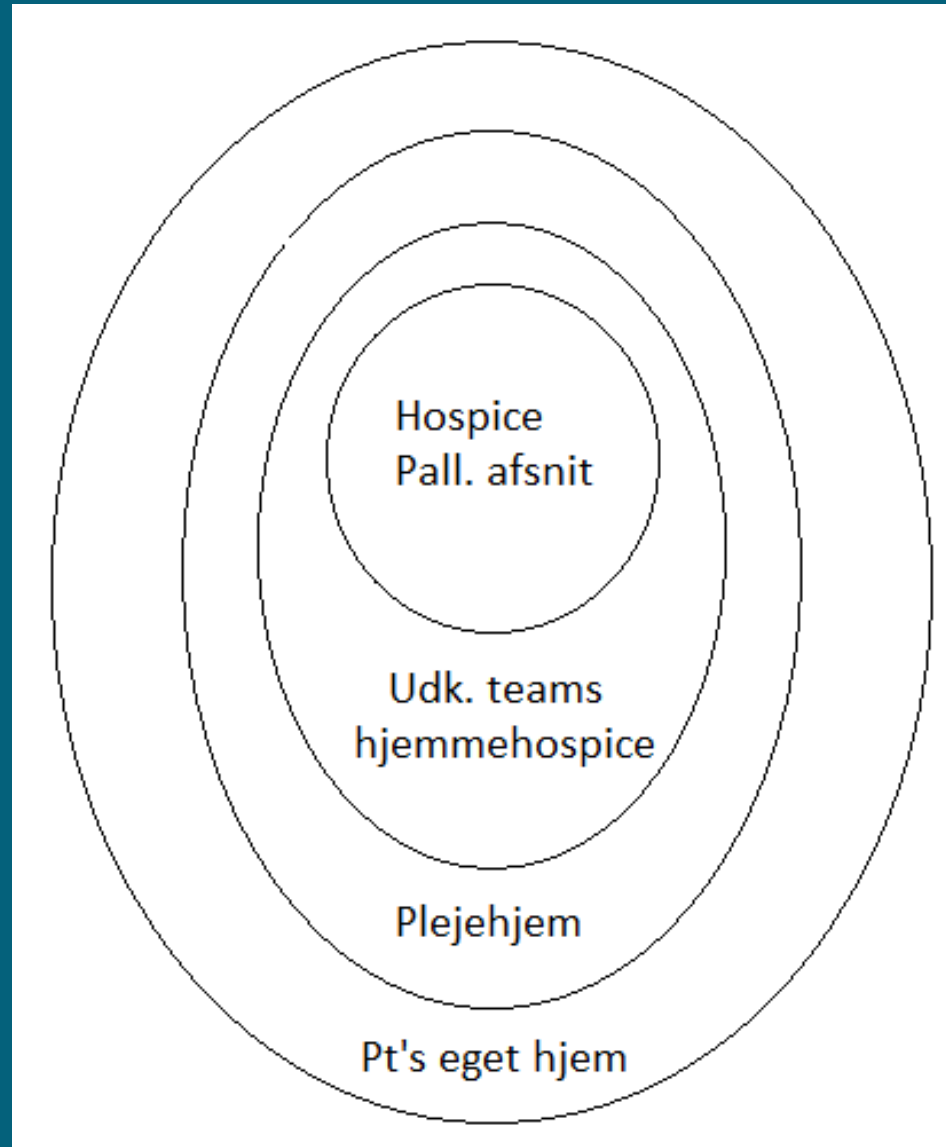 Hospice
Pall. afsnit
Udk. teams
hjemmehospice
Plejehjem
Pt's eget hjem